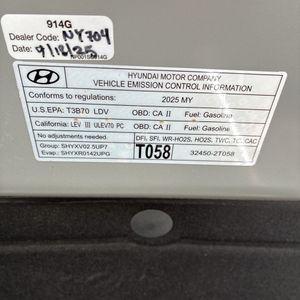 914G
Dealer Code: NY704
Date: 9/18/25
HYUNDAI MOTOR COMPANY
VEHICLE EMISSION CONTROL INFORMATION
Conforms to regulations: 2025 MY
U.S.EPA: T3B70 LDV OBD: CA II Fuel: Gasoline
California: LEV III ULEV70 PC OBD: CA II Fuel: Gasoline
No adjustments needed. DFI, SFI, WR-HO2S, HO2S, TWC, TC, CAC
Group: SHYXV02.5UP7
Evap: SHYXR0142UPG
T058
32450-2T058